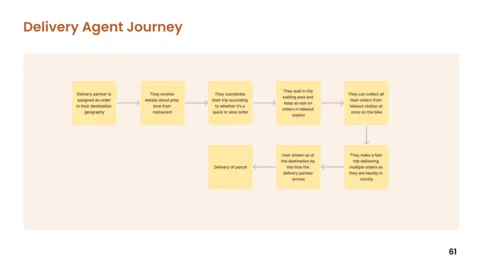 Delivery Agent Journey
Delivery partner is
assigned an order
in their destination
geography
They receive
details about prep
time from
restaurant
They coordinate
their trip according
to whether it's a
quick or slow order
They wait in the
waiting area and
keep an eye on
orders in takeout
station
They can collect all
their orders from
takeout station at
once on the bike
They make a fast
trip delivering
multiple orders as
they are nearby in
vicinity
User shows up at
the destination by
the time the
delivery partner
arrives
Delivery of parcel
61